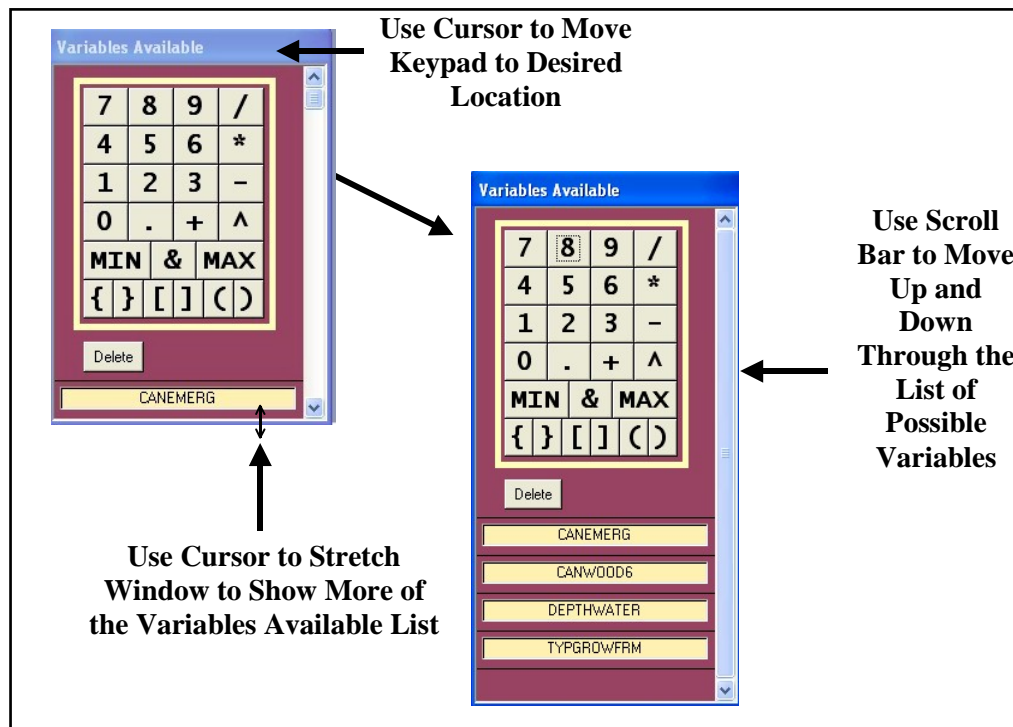 Use Cursor to Move
Keypad to Desired
Location
Variables Available
7 8 9 /
4 5 6 *
1 2 3 -
0 . + ^
MIN & MAX
{ } [ ] ( )
Delete
CANEMERG
Use Cursor to Stretch
Window to Show More of
the Variables Available List
Variables Available
7 8 9 /
4 5 6 *
1 2 3 -
0 . + ^
MIN & MAX
{ } [ ] ( )
Delete
CANEMERG
CANWOOD6
DEPTHWATER
TYPGROWFRM
Use Scroll
Bar to Move
Up and
Down
Through the
List of
Possible
Variables